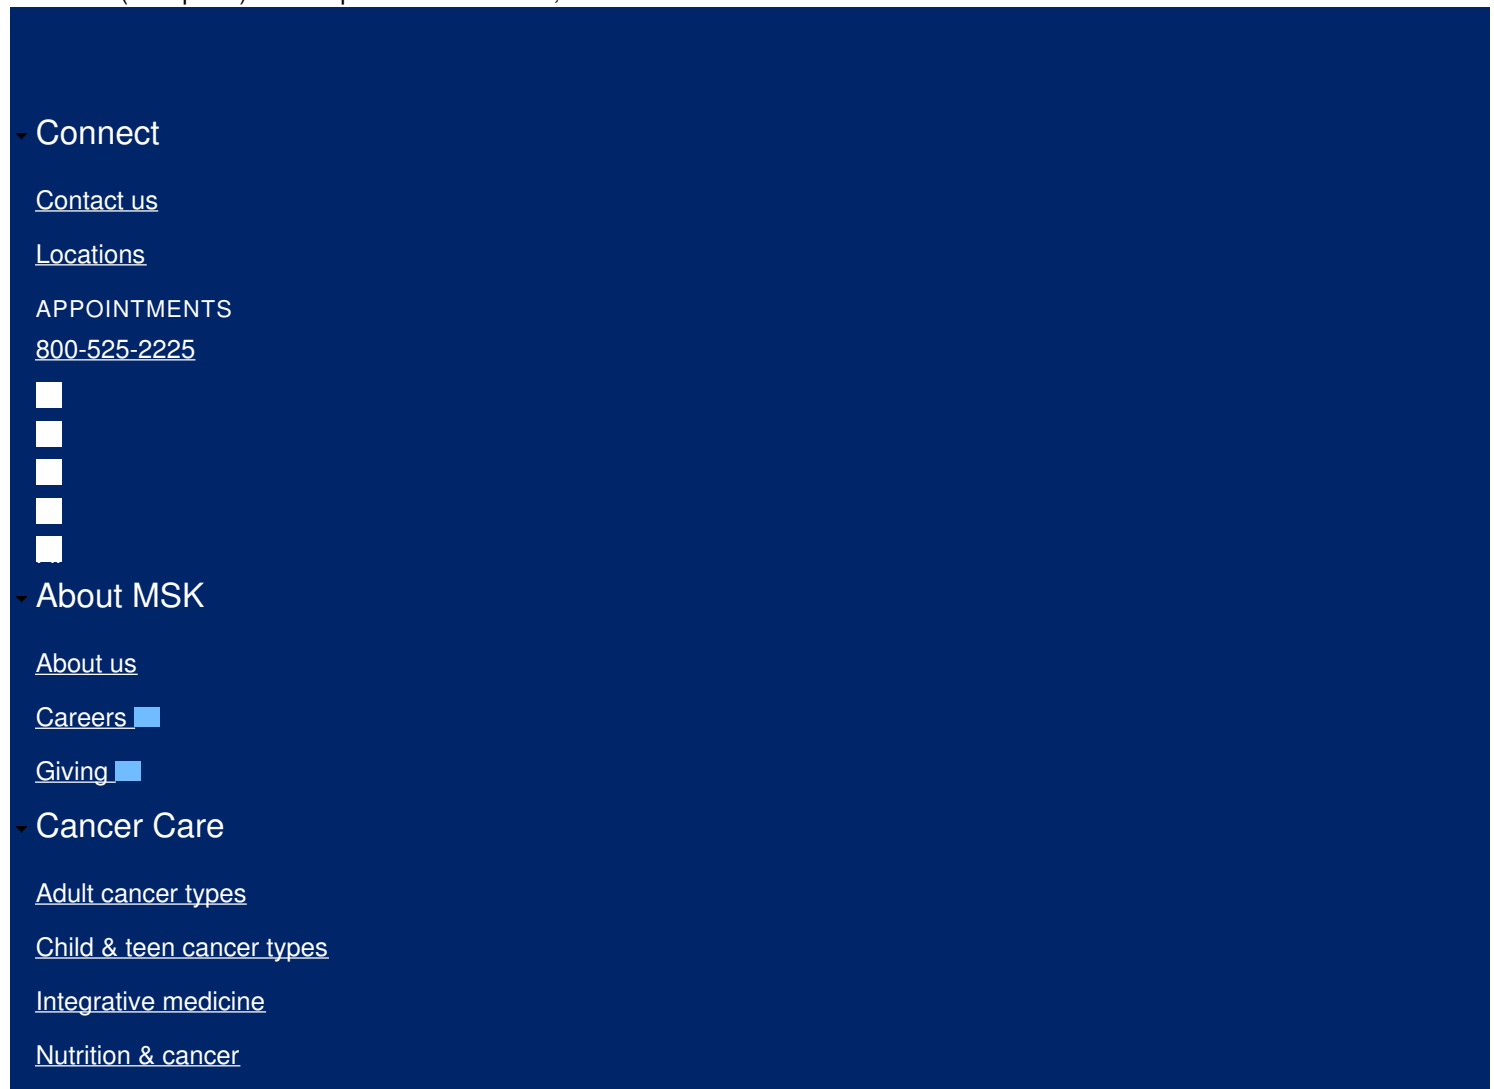 Connect
Contact us
Locations
APPOINTMENTS
800-525-2225
About MSK
About us
Careers
Giving
Cancer Care
Adult cancer types
Child & teen cancer types
Integrative medicine
Nutrition & cancer